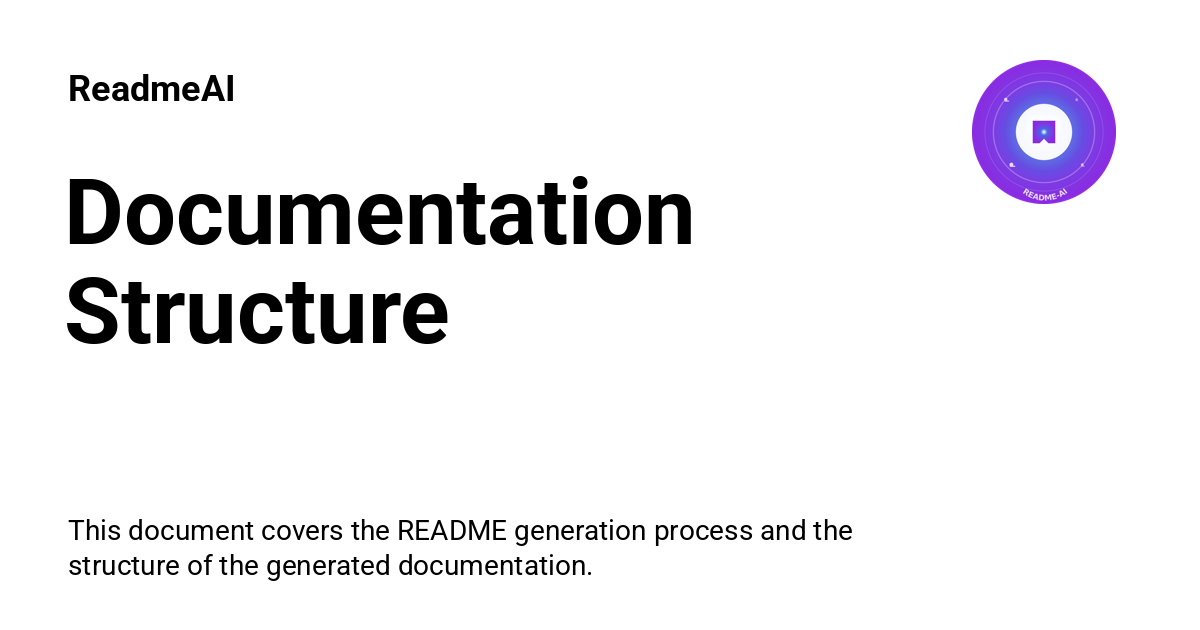 ReadmeAI
README-AI
Documentation
Structure
This document covers the README generation process and the
structure of the generated documentation.